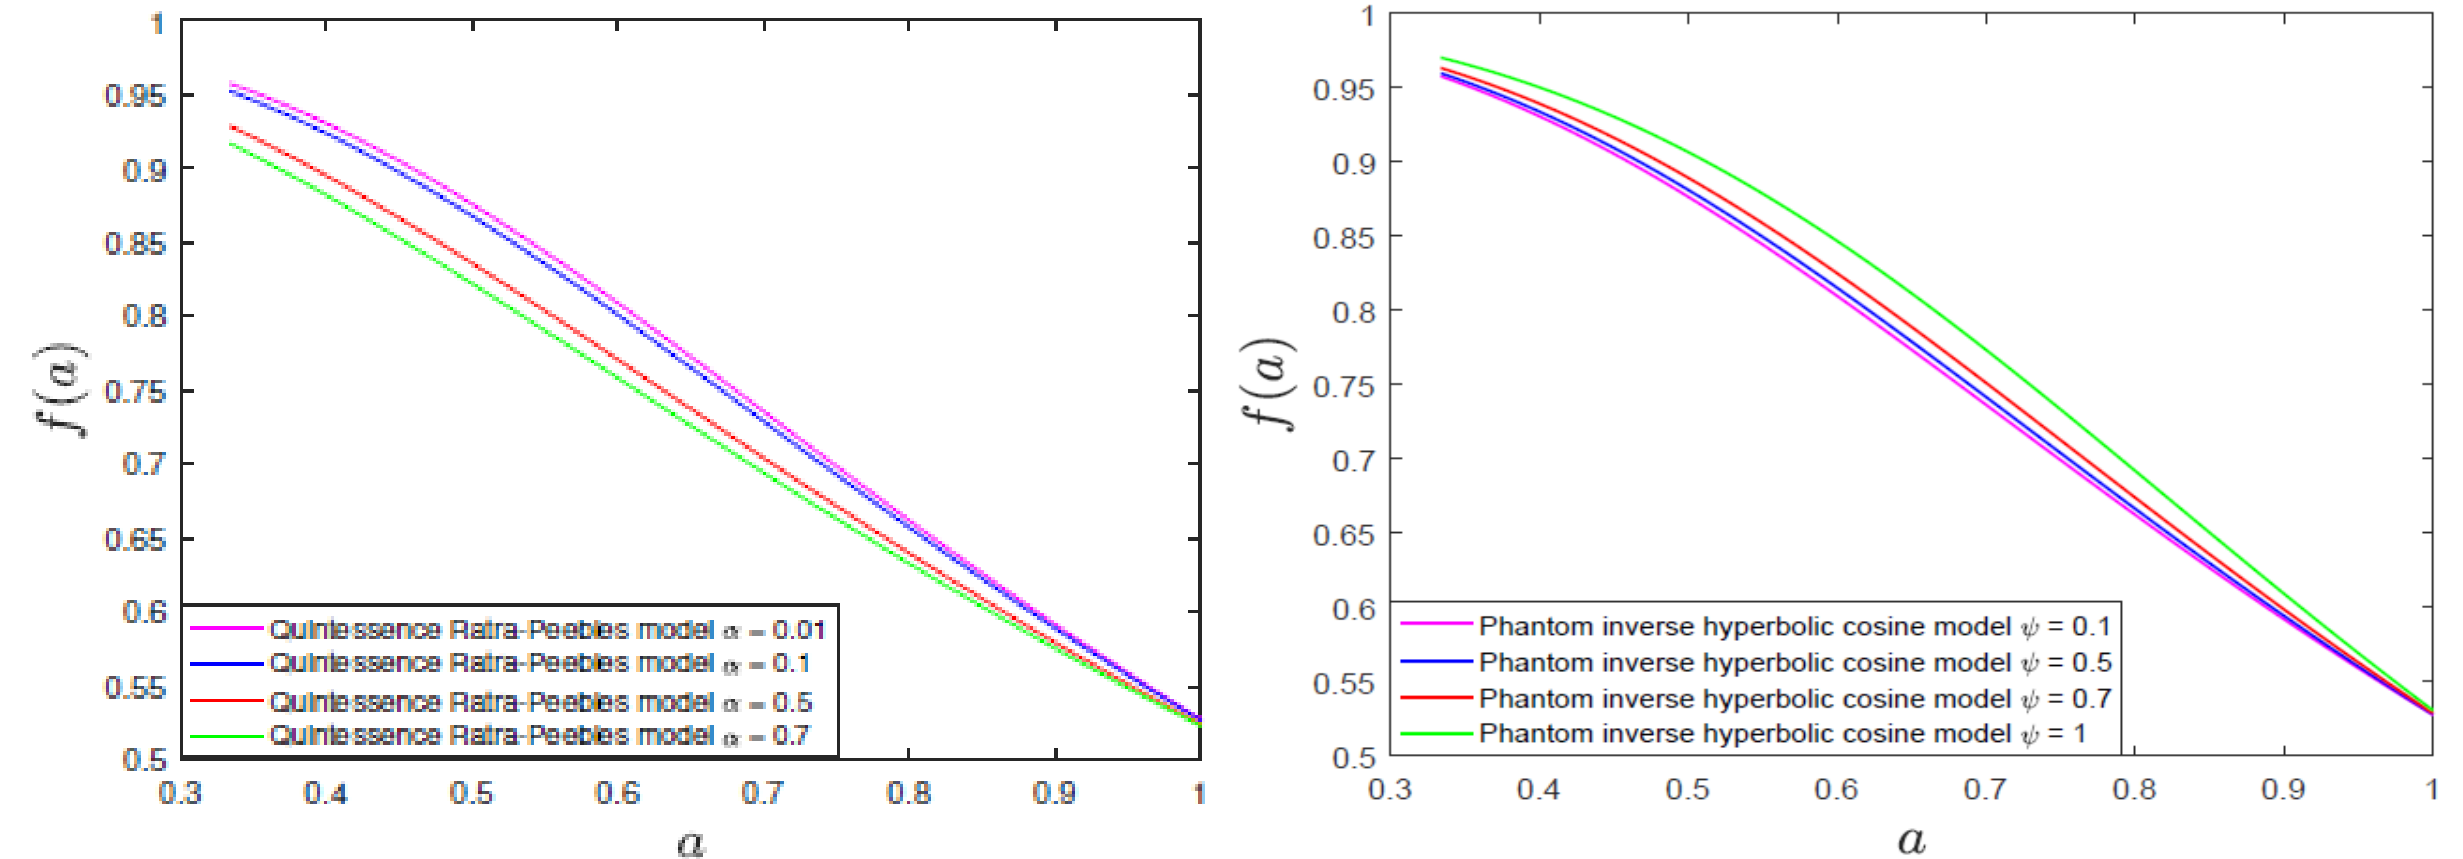 1
0.95
0.9
0.85
0.8
0.75
0.7
0.65
0.6
0.55
0.5
f(a)
Quintessence Ratra-Peebles model α = 0.01
Quintessence Ratra-Peebles model α = 0.1
Quintessence Ratra-Peebles model α = 0.5
Quintessence Ratra-Peebles model α = 0.7
0.3 0.4 0.5 0.6 0.7 0.8 0.9 1
a
1
0.95
0.9
0.85
0.8
0.75
0.7
0.65
0.6
0.55
0.5
f(a)
Phantom inverse hyperbolic cosine model ψ = 0.1
Phantom inverse hyperbolic cosine model ψ = 0.5
Phantom inverse hyperbolic cosine model ψ = 0.7
Phantom inverse hyperbolic cosine model ψ = 1
0.3 0.4 0.5 0.6 0.7 0.8 0.9 1
a